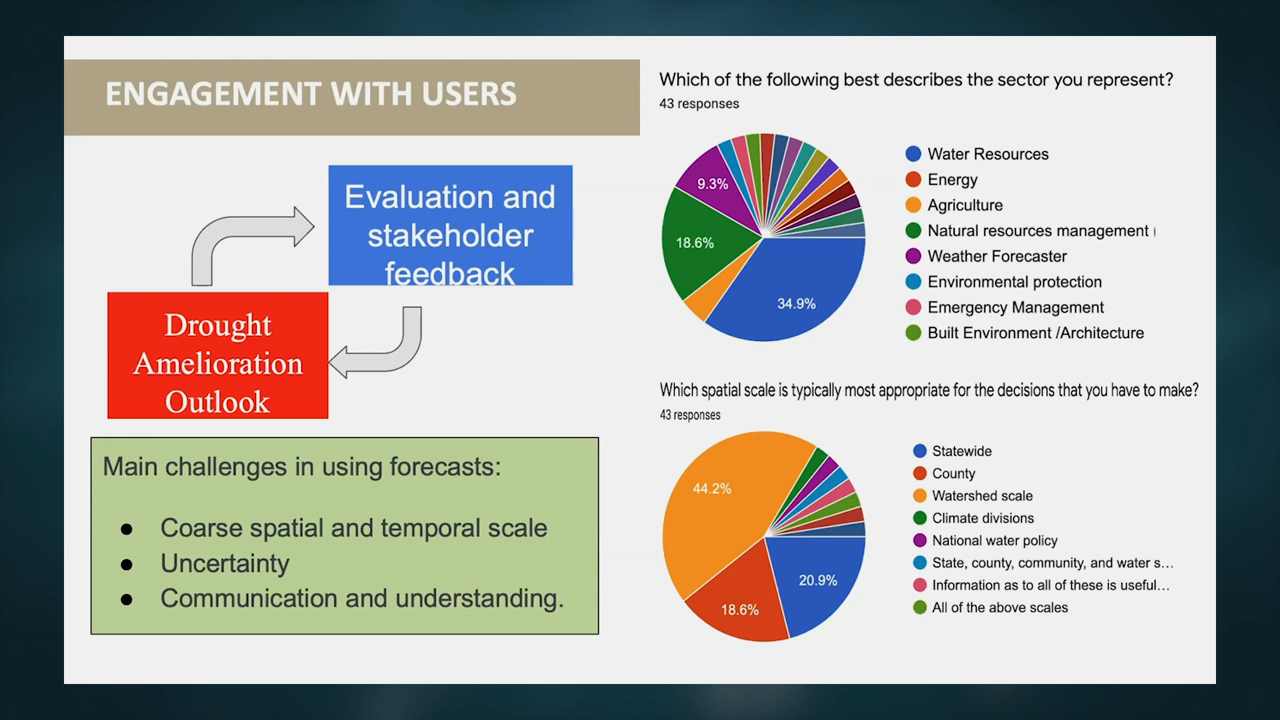 ENGAGEMENT WITH USERS
Evaluation and
stakeholder
feedback
Drought
Amelioration
Outlook
Main challenges in using forecasts:
● Coarse spatial and temporal scale
● Uncertainty
● Communication and understanding.
Which of the following best describes the sector you represent?
43 responses
9.3%
18.6%
34.9%
Water Resources
Energy
Agriculture
Natural resources management (
Weather Forecaster
Environmental protection
Emergency Management
Built Environment /Architecture
Which spatial scale is typically most appropriate for the decisions that you have to make?
43 responses
44.2%
20.9%
18.6%
Statewide
County
Watershed scale
Climate divisions
National water policy
State, county, community, and water s...
Information as to all of these is useful...
All of the above scales